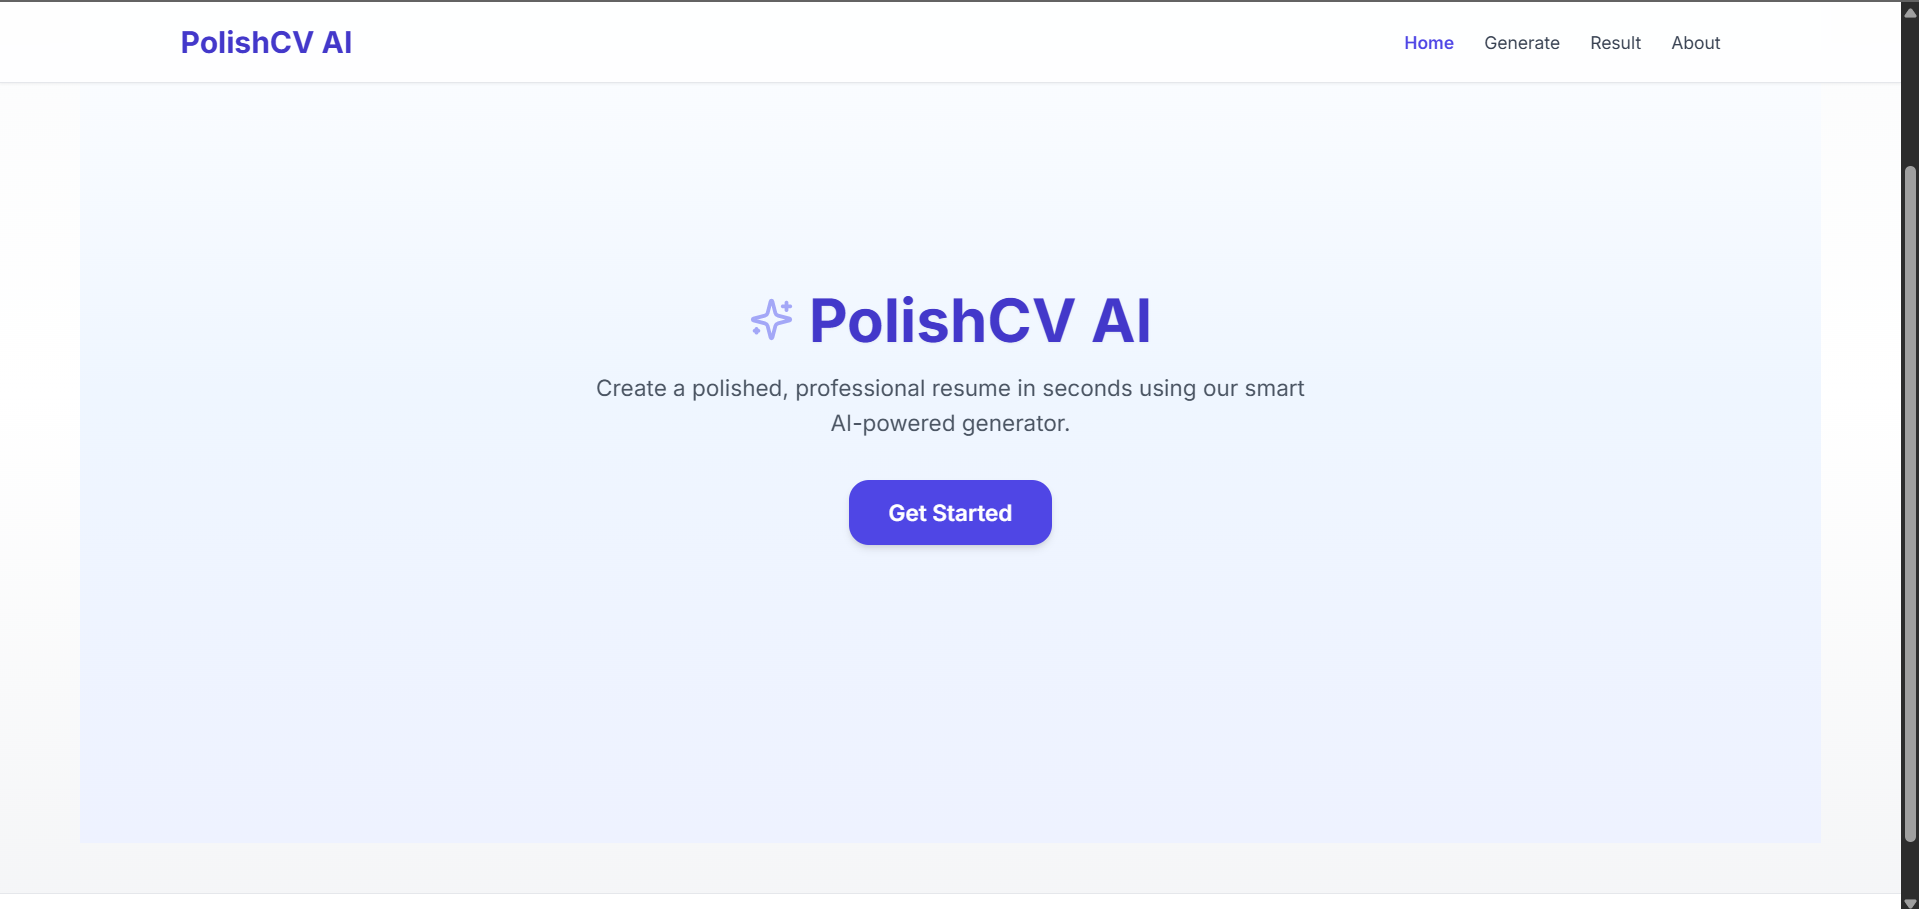 PolishCV AI
Home
Generate
Result
About
PolishCV AI
Create a polished, professional resume in seconds using our smart
AI-powered generator.
Get Started